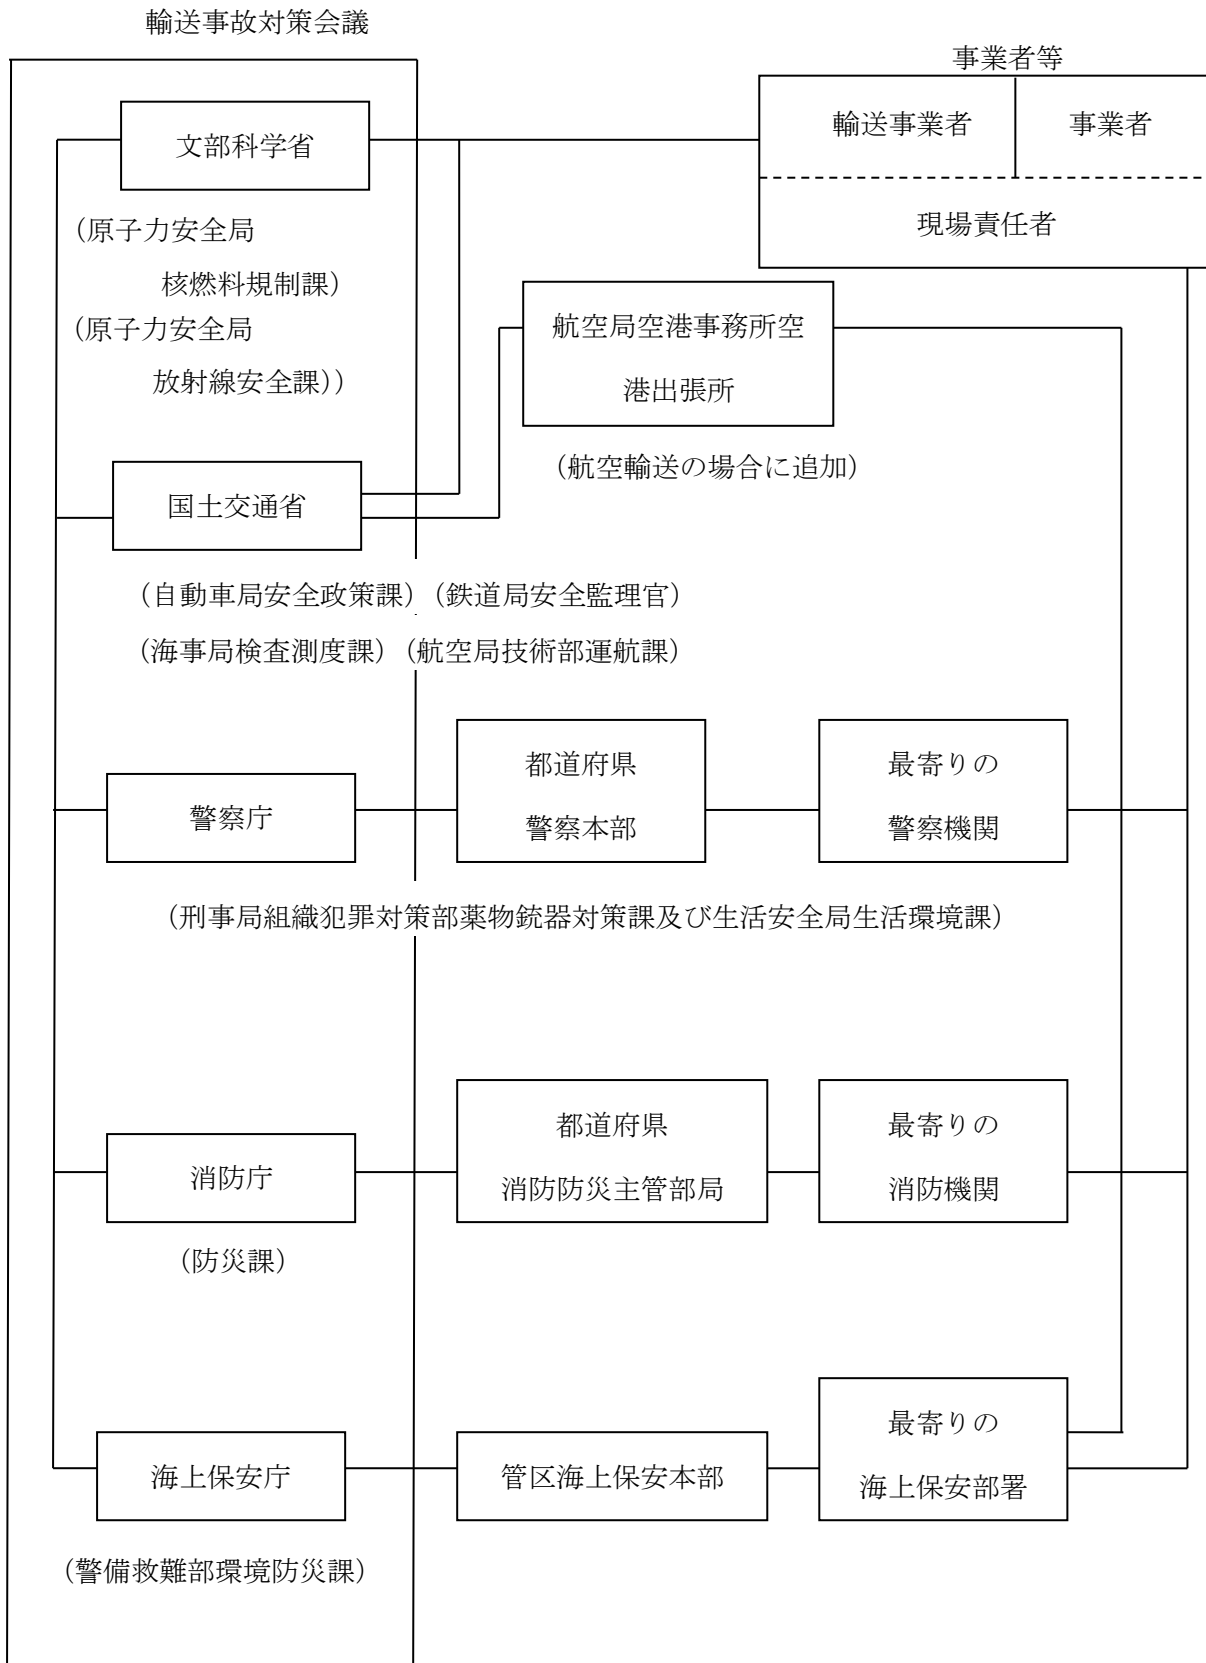 輸送事故対策会議
事業者等
輸送事業者
事業者
現場責任者
文部科学省
(原子力安全局
核燃料規制課)
(原子力安全局
放射線安全課))
航空局空港事務所空
港出張所
(航空輸送の場合に追加)
国土交通省
(自動車局安全政策課) (鉄道局安全監理官)
(海事局検査測度課) (航空局技術部運航課)
警察庁
都道府県
警察本部
最寄りの
警察機関
(刑事局組織犯罪対策部薬物銃器対策課及び生活安全局生活環境課)
消防庁
都道府県
消防防災主管部局
最寄りの
消防機関
(防災課)
海上保安庁
管区海上保安本部
最寄りの
海上保安部署
(警備救難部環境防災課)